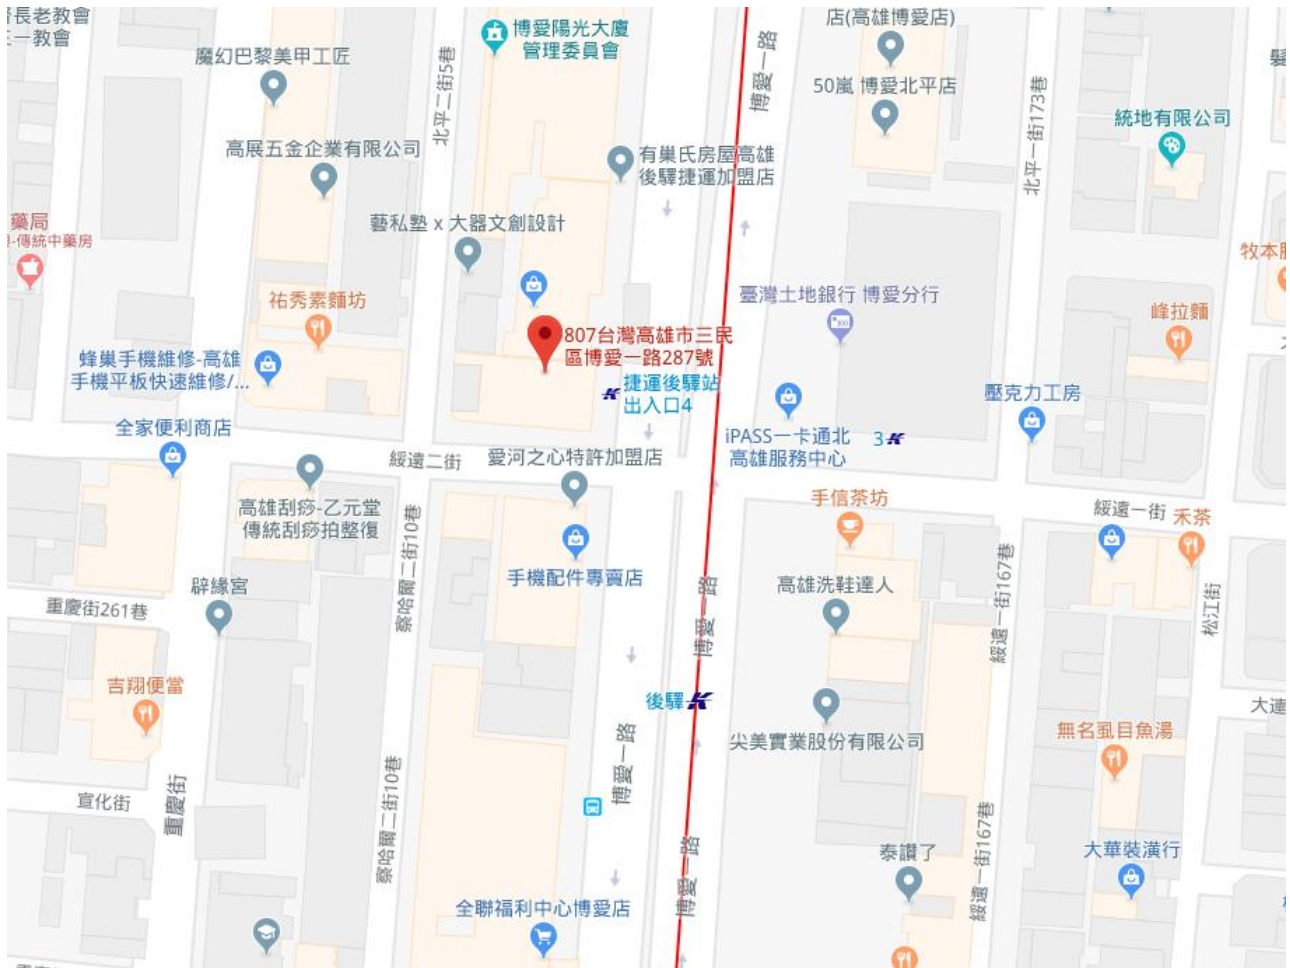 長老教會
三一教會
博愛陽光大廈
管理委員會
店(高雄博愛店)
魔幻巴黎美甲工匠
北平二街5巷
博愛一路
50嵐 博愛北平店
北平一街173巷
統地有限公司
高展五金企業有限公司
有巢氏房屋高雄
後驛捷運加盟店
藥局
傳統中藥房
藝私塾 x 大器文創設計
牧本
祐秀素麵坊
臺灣土地銀行 博愛分行
峰拉麵
807台灣高雄市三民
區博愛一路287號
蜂巢手機維修-高雄
手機平板快速維修/...
捷運後驛站
出入口4
壓克力工房
全家便利商店
iPASS一卡通北
高雄服務中心
3
綏遠二街
愛河之心特許加盟店
高雄刮痧-乙元堂
傳統刮痧拍整復
手信茶坊
綏遠一街
禾茶
察哈爾二街10巷
手機配件專賣店
辟緣宮
重慶街261巷
高雄洗鞋達人
博愛一路
綏遠一街167巷
松江街
吉翔便當
後驛
大連
尖美實業股份有限公司
無名虱目魚湯
博愛一路
宣化街
重慶街
察哈爾二街10巷
博愛一路
泰讚了
綏遠一街167巷
大華裝潢行
全聯福利中心博愛店